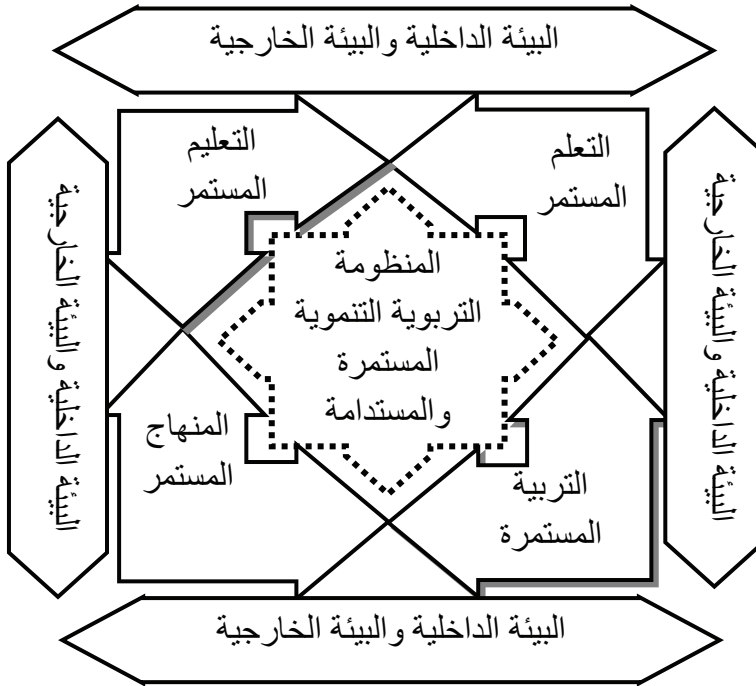 البيئة الداخلية والبيئة الخارجية
التعلم
المستمر
التعليم
المستمر
البيئة الداخلية والبيئة الخارجية
المنظومة
التربوية التنموية
المستمرة
والمستدامة
البيئة الداخلية والبيئة الخارجية
التربية
المستمرة
المنهاج
المستمر
البيئة الداخلية والبيئة الخارجية